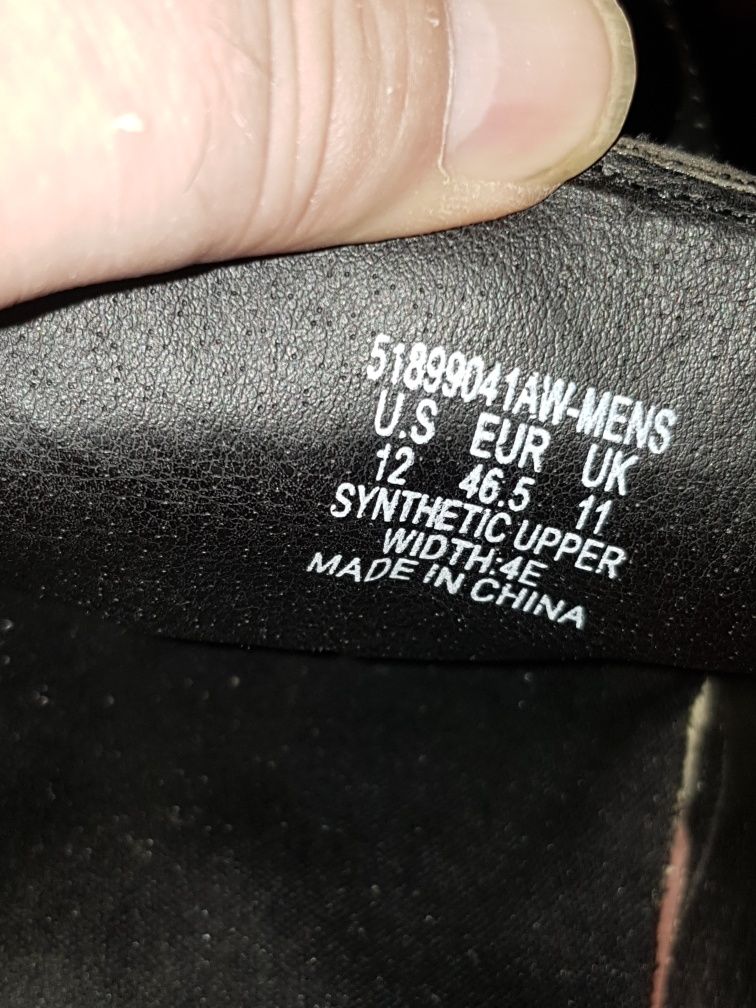 51899041AW-MENS
U.S EUR UK
12 46.5 11
SYNTHETIC UPPER
WIDTH:4E
MADE IN CHINA